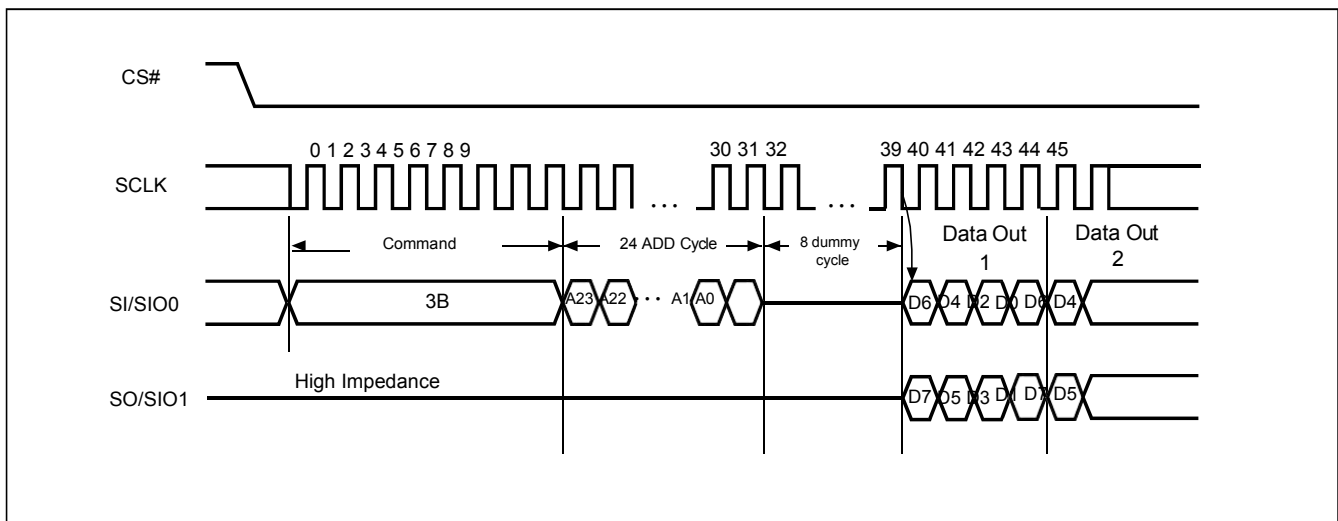 CS#
0 1 2 3 4 5 6 7 8 9 30 31 32 39 40 41 42 43 44 45
SCLK
... ...
Command 24 ADD Cycle 8 dummy cycle Data Out 1 Data Out 2
SI/SIO0 3B A23 A22 ... A1 A0 D6 D4 D2 D0 D6 D4
High Impedance
SO/SIO1 D7 D5 D3 D1 D7 D5